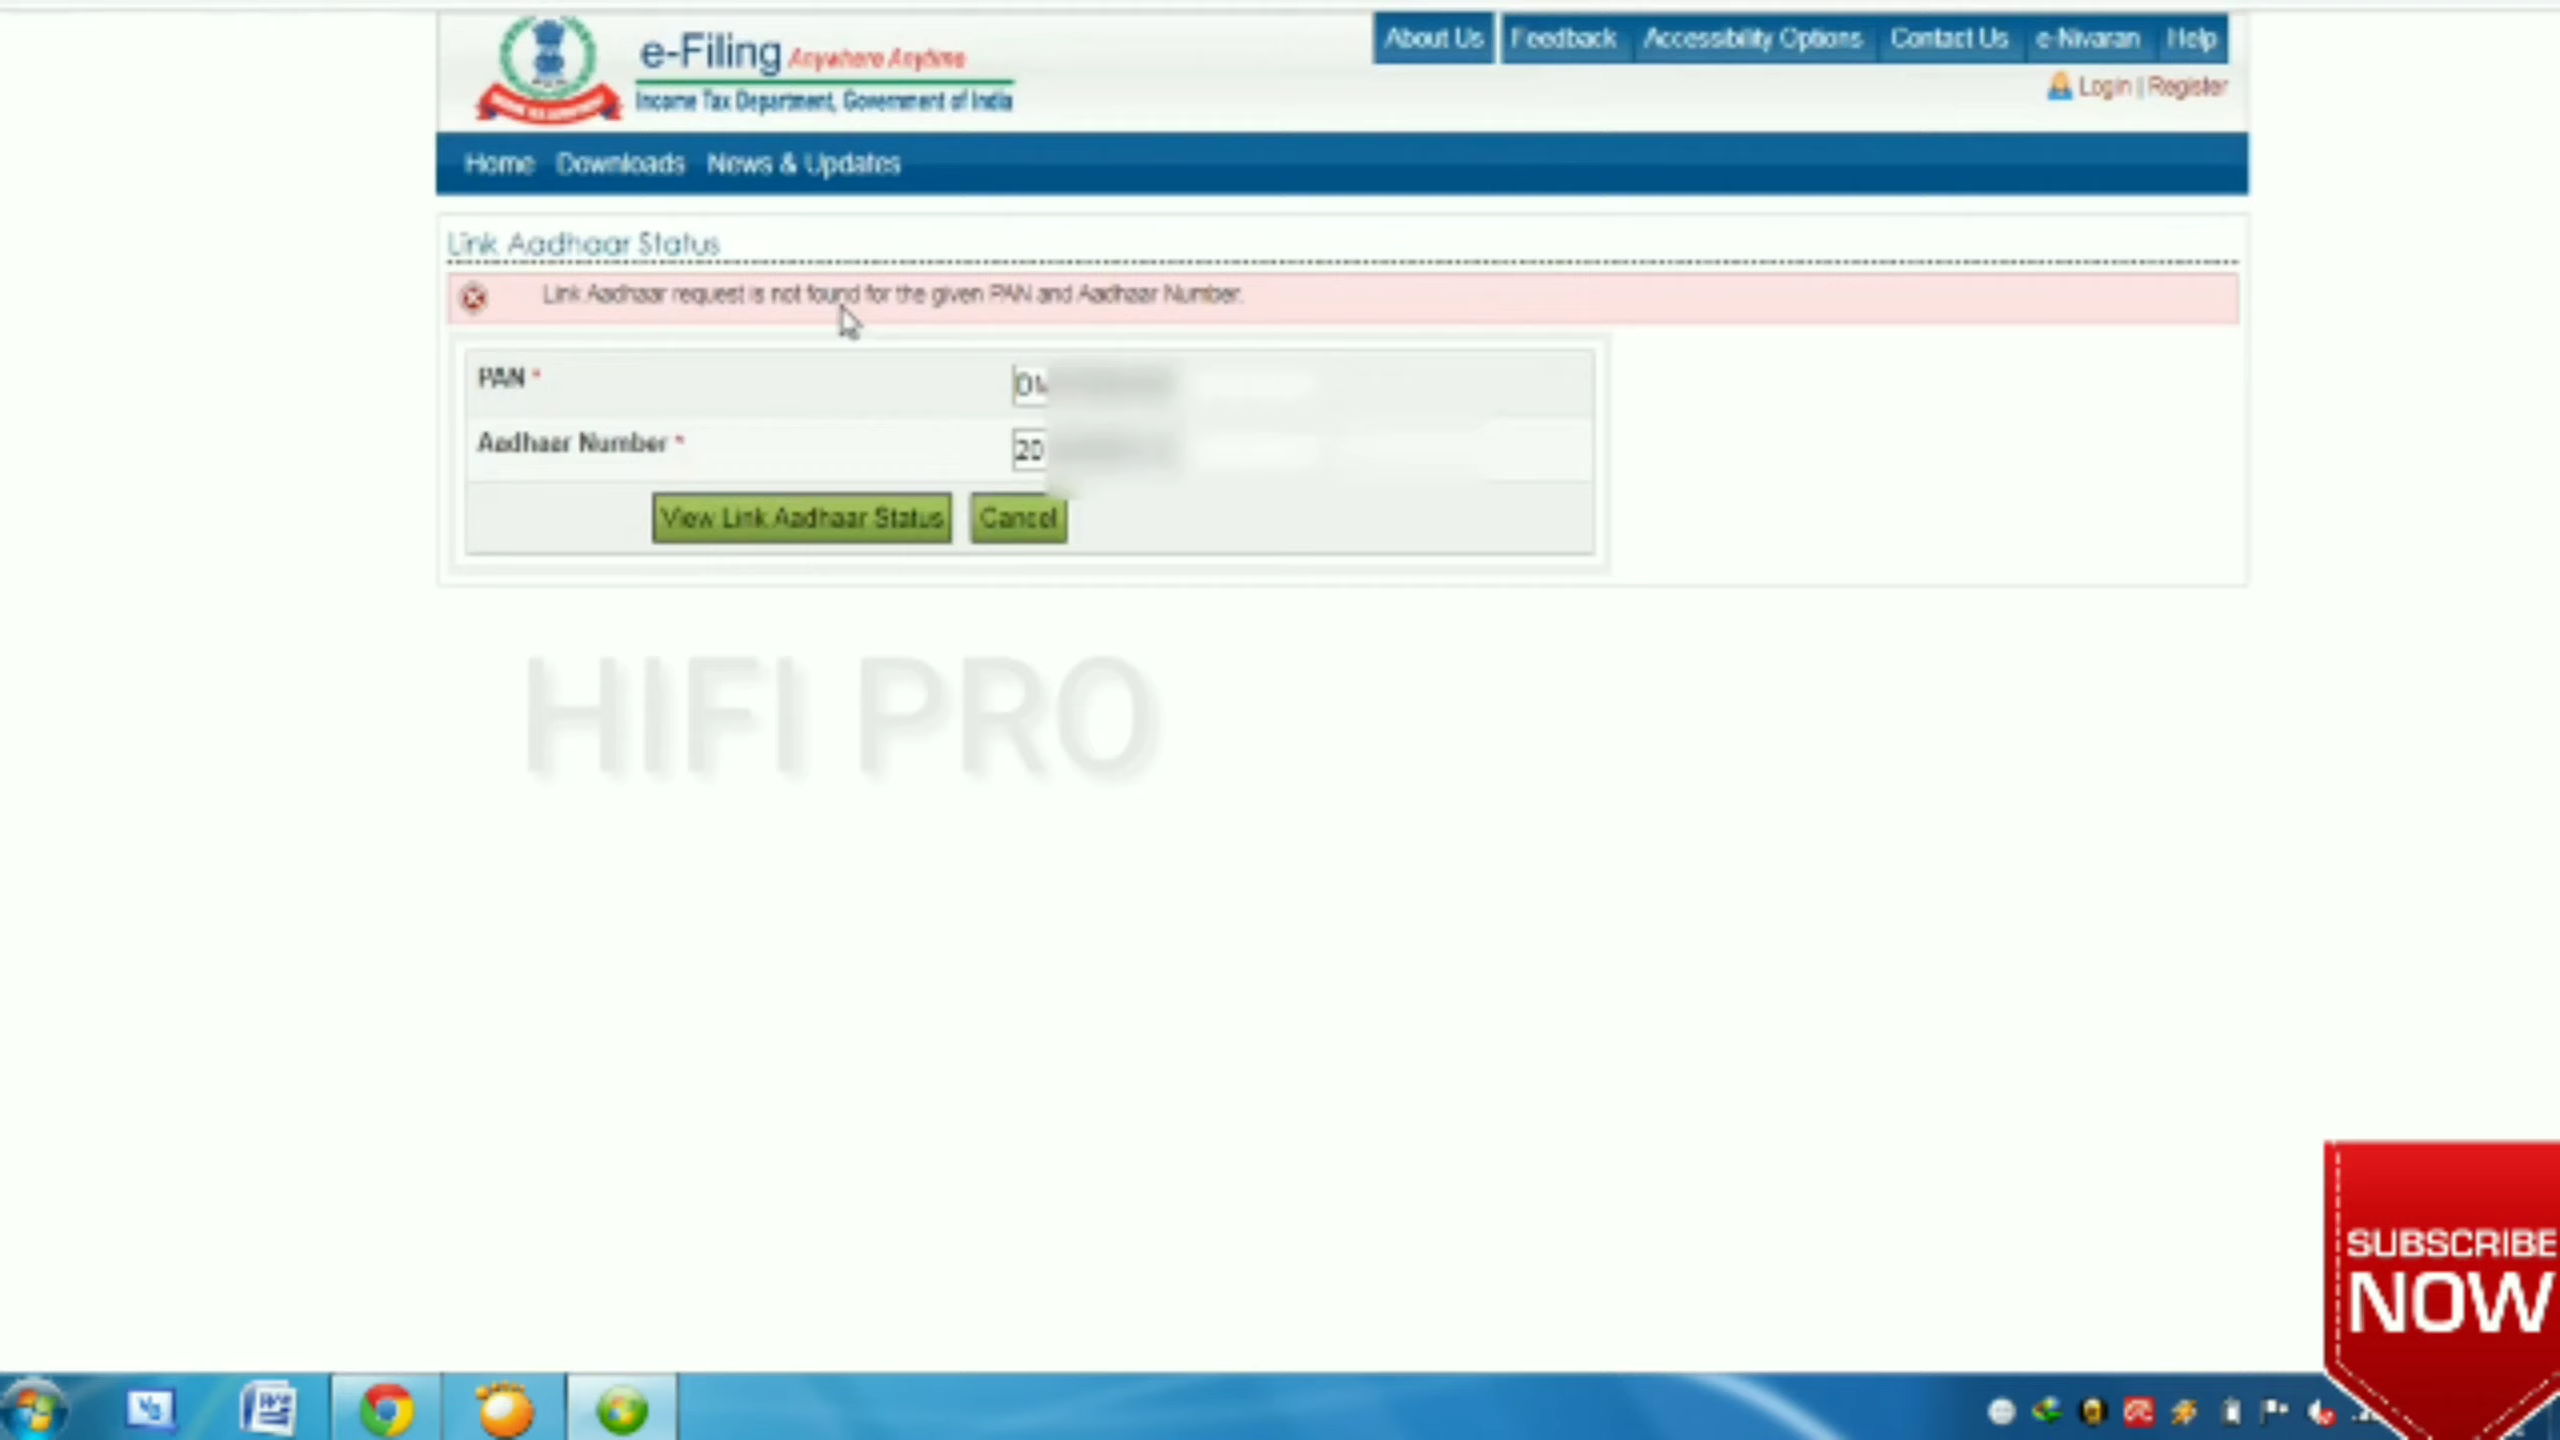 e-Filing Anywhere Anytime
Income Tax Department, Government of India
About Us Feedback Accessibility Options Contact Us e-Nivaran Help
Login | Register
Home Downloads News & Updates
Link Aadhaar Status
Link Aadhaar request is not found for the given PAN and Aadhaar Number.
PAN *
Aadhaar Number *
20
View Link Aadhaar Status Cancel
HIFI PRO
SUBSCRIBE
NOW